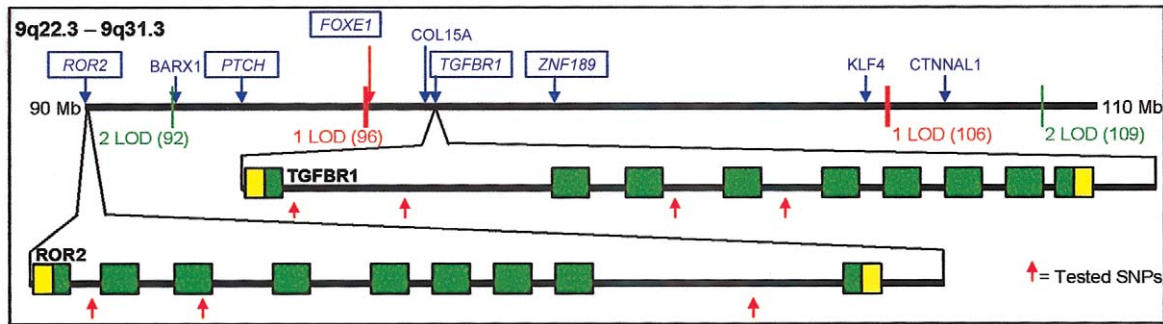 9q22.3 – 9q31.3
FOXE1
ROR2 BARX1 PTCH COL15A TGFBR1 ZNF189 KLF4 CTNNAL1
90 Mb 110 Mb
2 LOD (92) 1 LOD (96) 1 LOD (106) 2 LOD (109)
TGFBR1
ROR2
= Tested SNPs